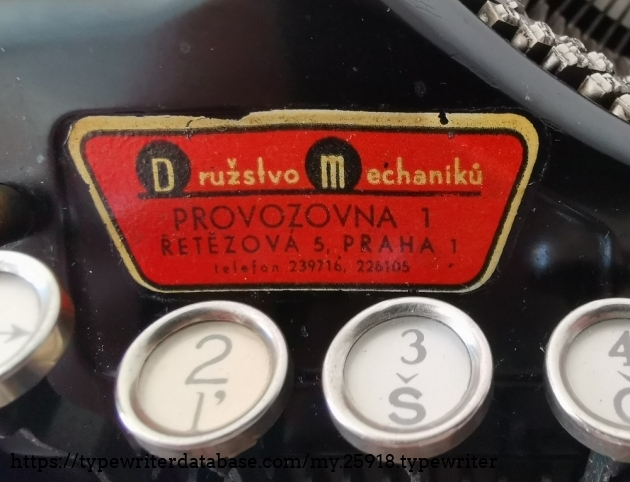 Družstvo Mechaniků
PROVOZOVNA 1
ŘETĚZOVÁ 5, PRAHA 1
telefon 239716, 226105
→
2
3
Š
4
https://typewriterdatabase.com/my.25918.typewriter